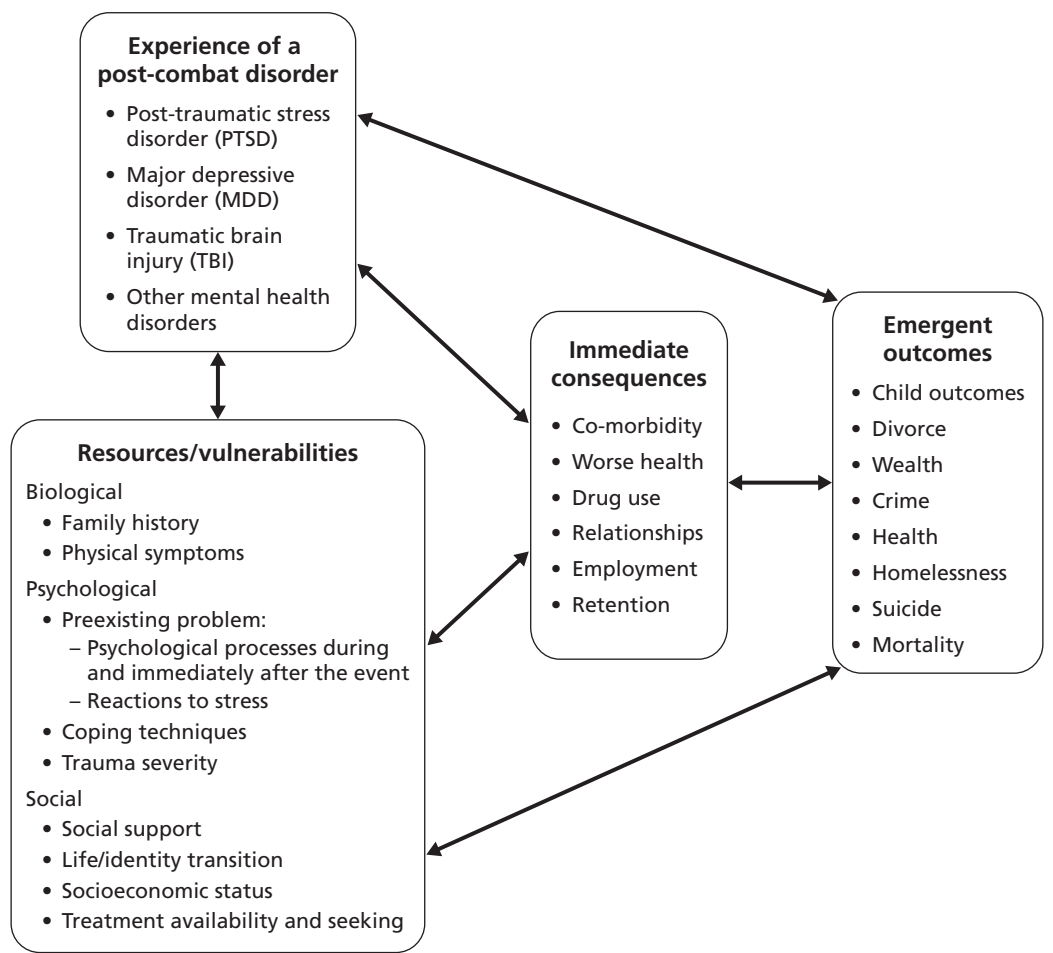 Experience of a
post-combat disorder
• Post-traumatic stress
disorder (PTSD)
• Major depressive
disorder (MDD)
• Traumatic brain
injury (TBI)
• Other mental health
disorders
Resources/vulnerabilities
Biological
• Family history
• Physical symptoms
Psychological
• Preexisting problem:
– Psychological processes during
and immediately after the event
– Reactions to stress
• Coping techniques
• Trauma severity
Social
• Social support
• Life/identity transition
• Socioeconomic status
• Treatment availability and seeking
Immediate
consequences
• Co-morbidity
• Worse health
• Drug use
• Relationships
• Employment
• Retention
Emergent
outcomes
• Child outcomes
• Divorce
• Wealth
• Crime
• Health
• Homelessness
• Suicide
• Mortality